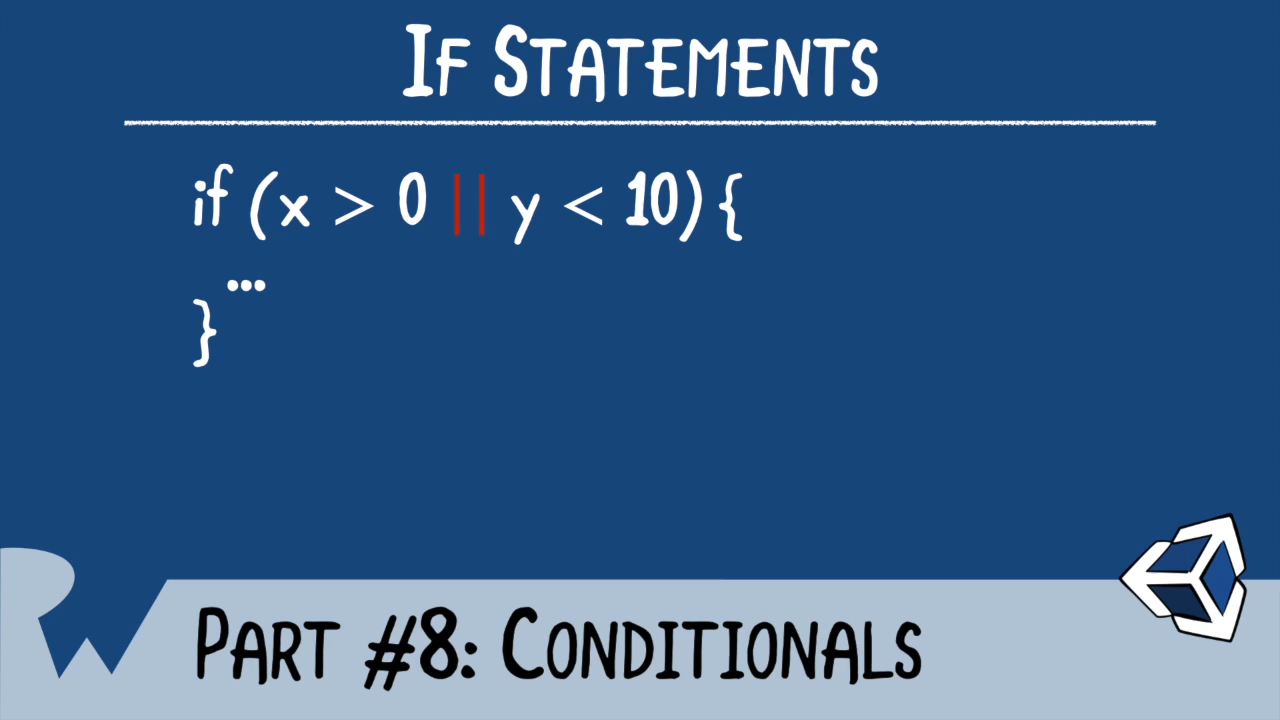 If Statements
if (x > 0 || y < 10) {
...
}
Part #8: Conditionals